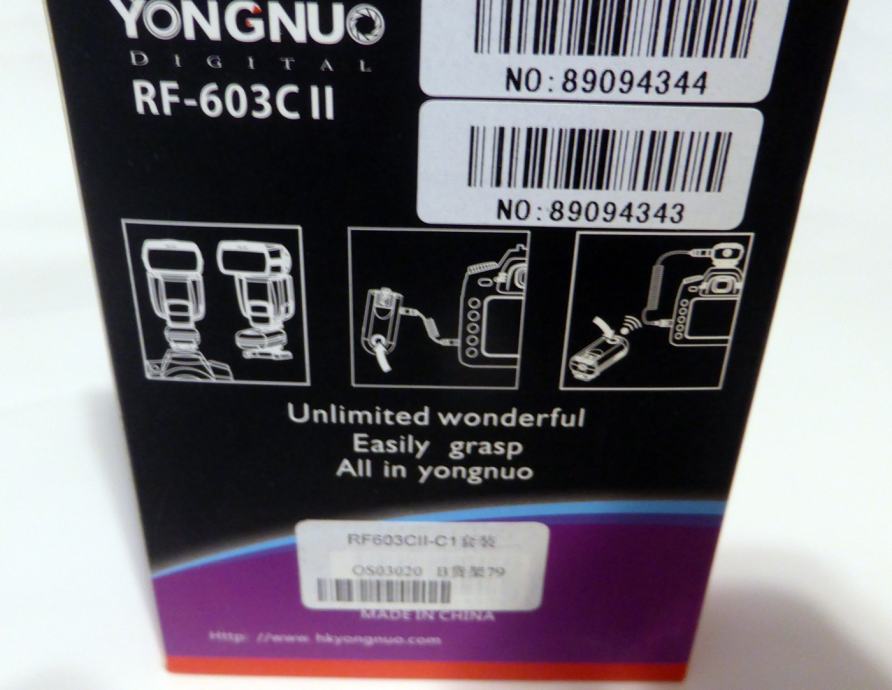 YONGNUO
DIGITAL
RF-603C II
NO:89094344
NO:89094343
Unlimited wonderful
Easily grasp
All in yongnuo
RF603CII-C1套装
OS03020 B货架79
MADE IN CHINA
Http: //www. hkyongnuo.com